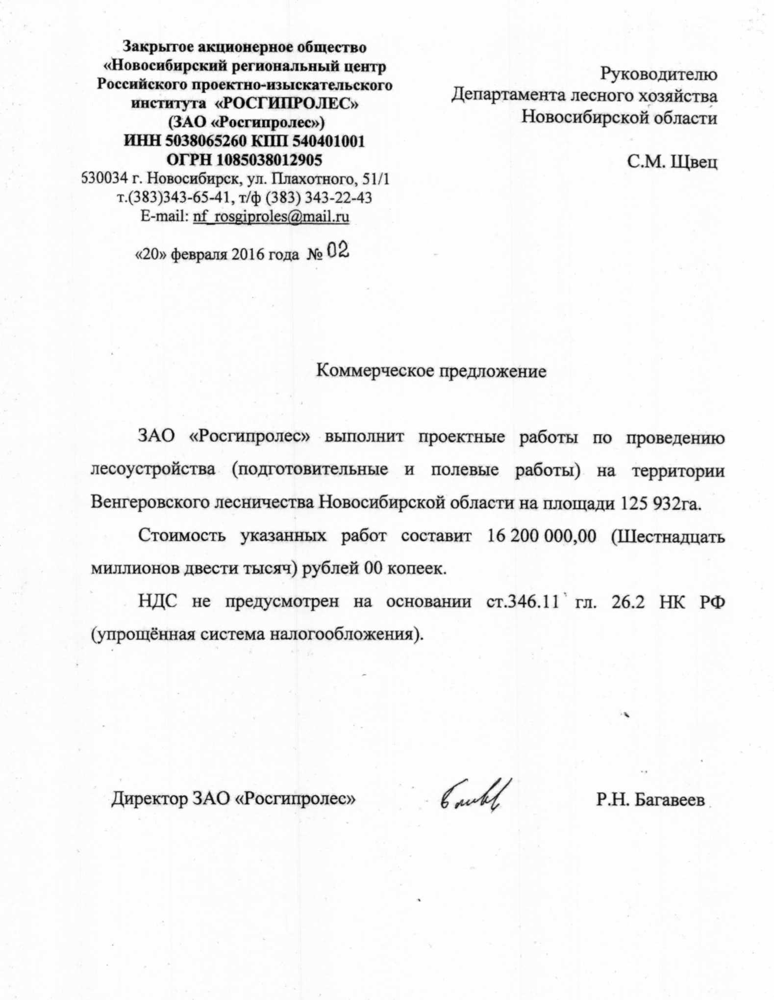 Закрытое акционерное общество
«Новосибирский региональный центр
Российского проектно-изыскательского
института «РОСГИПРОЛЕС»
(ЗАО «Росгипролес»)
ИНН 5038065260 КПП 540401001
ОГРН 1085038012905
530034 г. Новосибирск, ул. Плахотного, 51/1
т.(383)343-65-41, т/ф (383) 343-22-43
E-mail: nf_rosgiproles@mail.ru
«20» февраля 2016 года № 02
Руководителю
Департамента лесного хозяйства
Новосибирской области
С.М. Щвец
Коммерческое предложение
ЗАО «Росгипролес» выполнит проектные работы по проведению
лесоустройства (подготовительные и полевые работы) на территории
Венгеровского лесничества Новосибирской области на площади 125 932га.
Стоимость указанных работ составит 16 200 000,00 (Шестнадцать
миллионов двести тысяч) рублей 00 копеек.
НДС не предусмотрен на основании ст.346.11 гл. 26.2 НК РФ
(упрощённая система налогообложения).
Директор ЗАО «Росгипролес» Р.Н. Багавеев